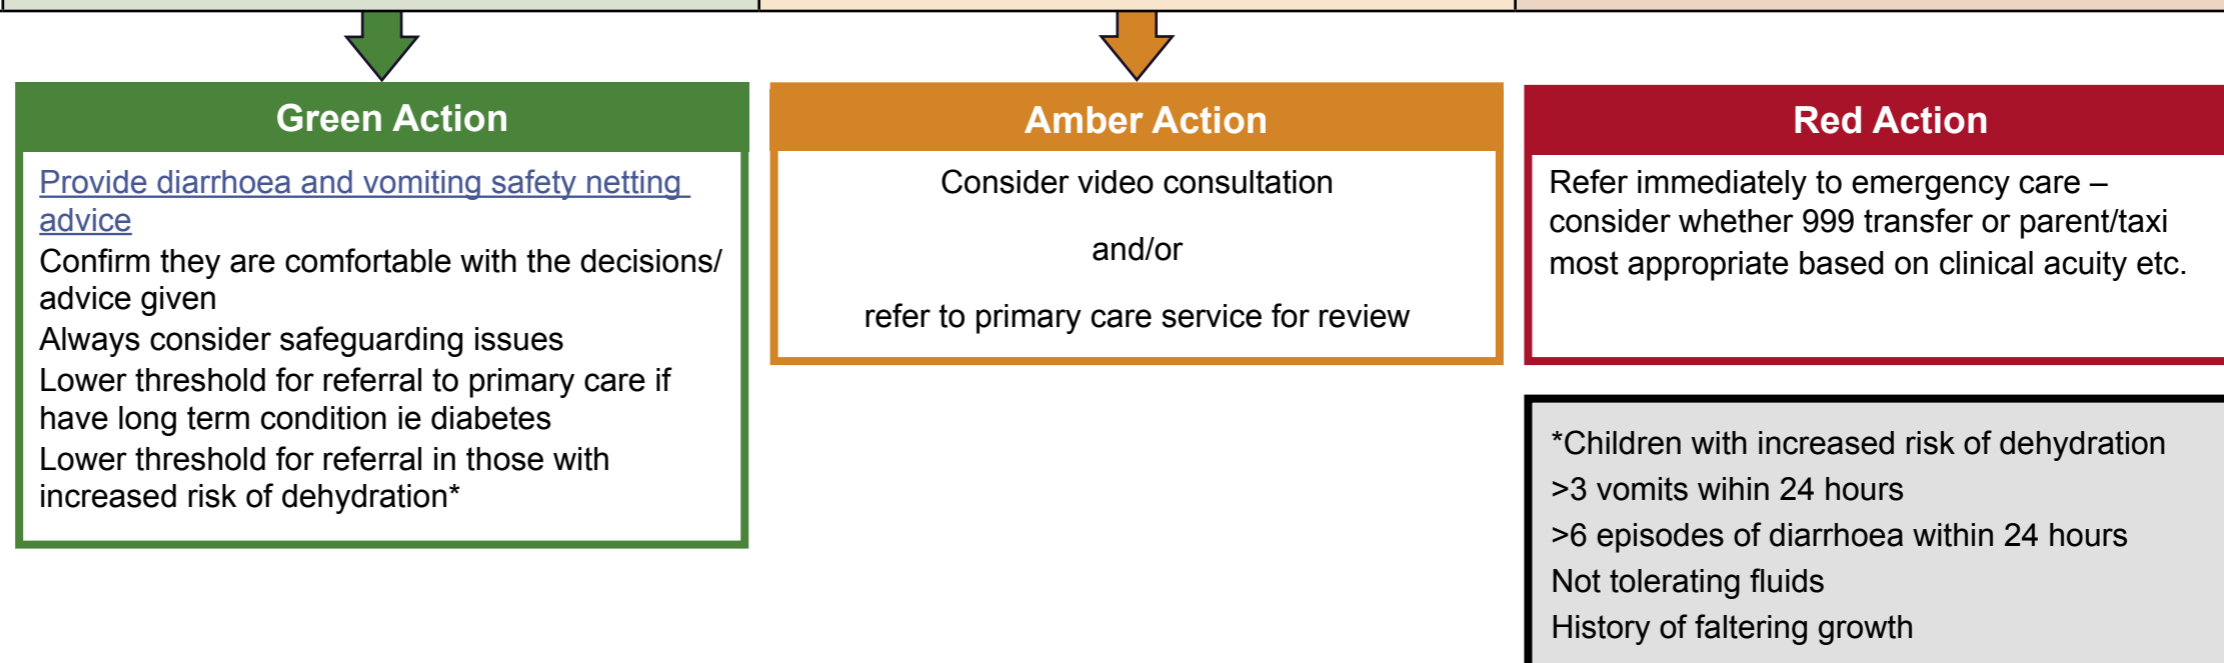 Green Action
Provide diarrhoea and vomiting safety netting
advice
Confirm they are comfortable with the decisions/
advice given
Always consider safeguarding issues
Lower threshold for referral to primary care if
have long term condition ie diabetes
Lower threshold for referral in those with
increased risk of dehydration*
Amber Action
Consider video consultation
and/or
refer to primary care service for review
Red Action
Refer immediately to emergency care –
consider whether 999 transfer or parent/taxi
most appropriate based on clinical acuity etc.
*Children with increased risk of dehydration
>3 vomits wihin 24 hours
>6 episodes of diarrhoea within 24 hours
Not tolerating fluids
History of faltering growth